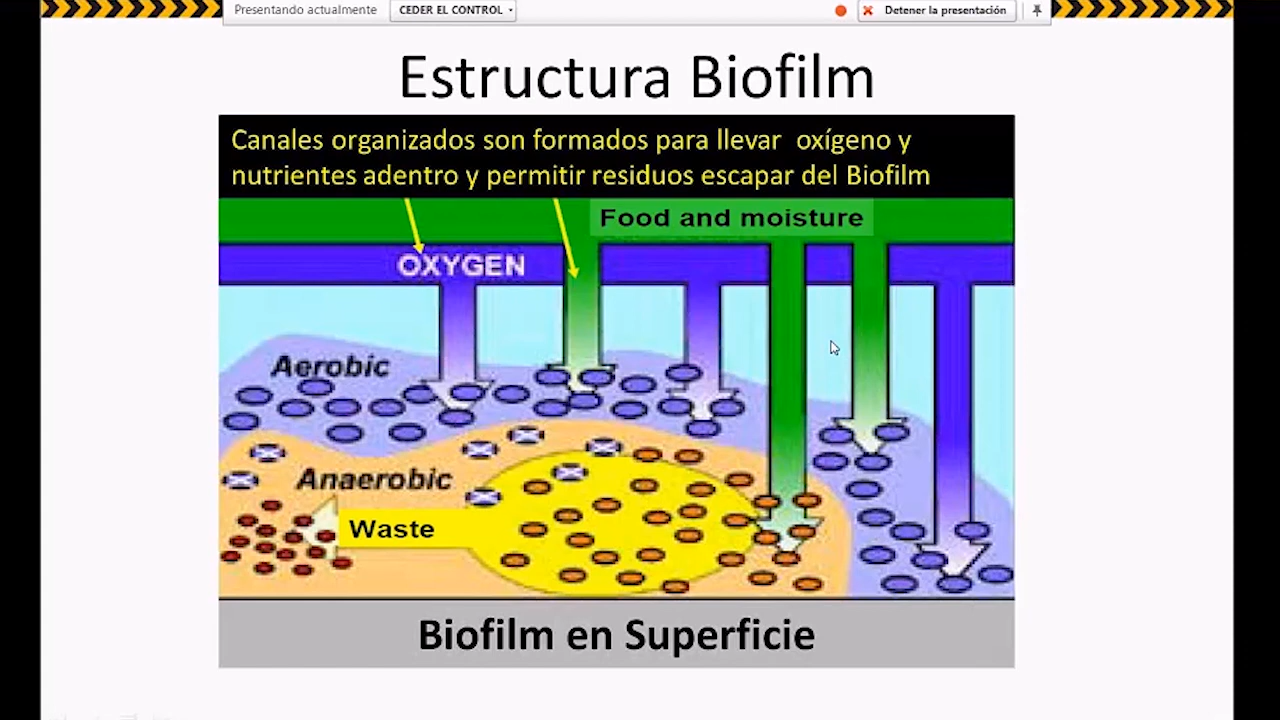 Presentando actualmente
CEDER EL CONTROL
Detener la presentación
Estructura Biofilm
Canales organizados son formados para llevar oxígeno y
nutrientes adentro y permitir residuos escapar del Biofilm
Food and moisture
OXYGEN
Aerobic
Anaerobic
Waste
Biofilm en Superficie